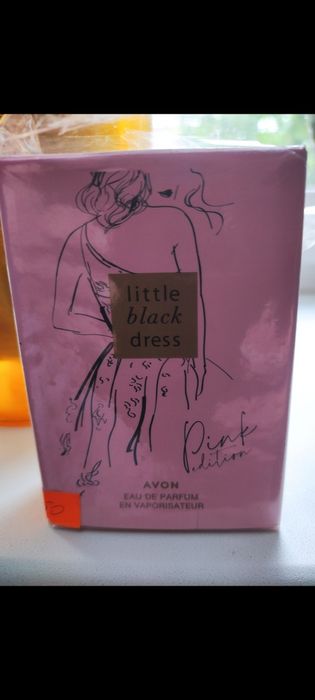 little
black
dress
Pink
edition
AVON
EAU DE PARFUM
EN VAPORISATEUR